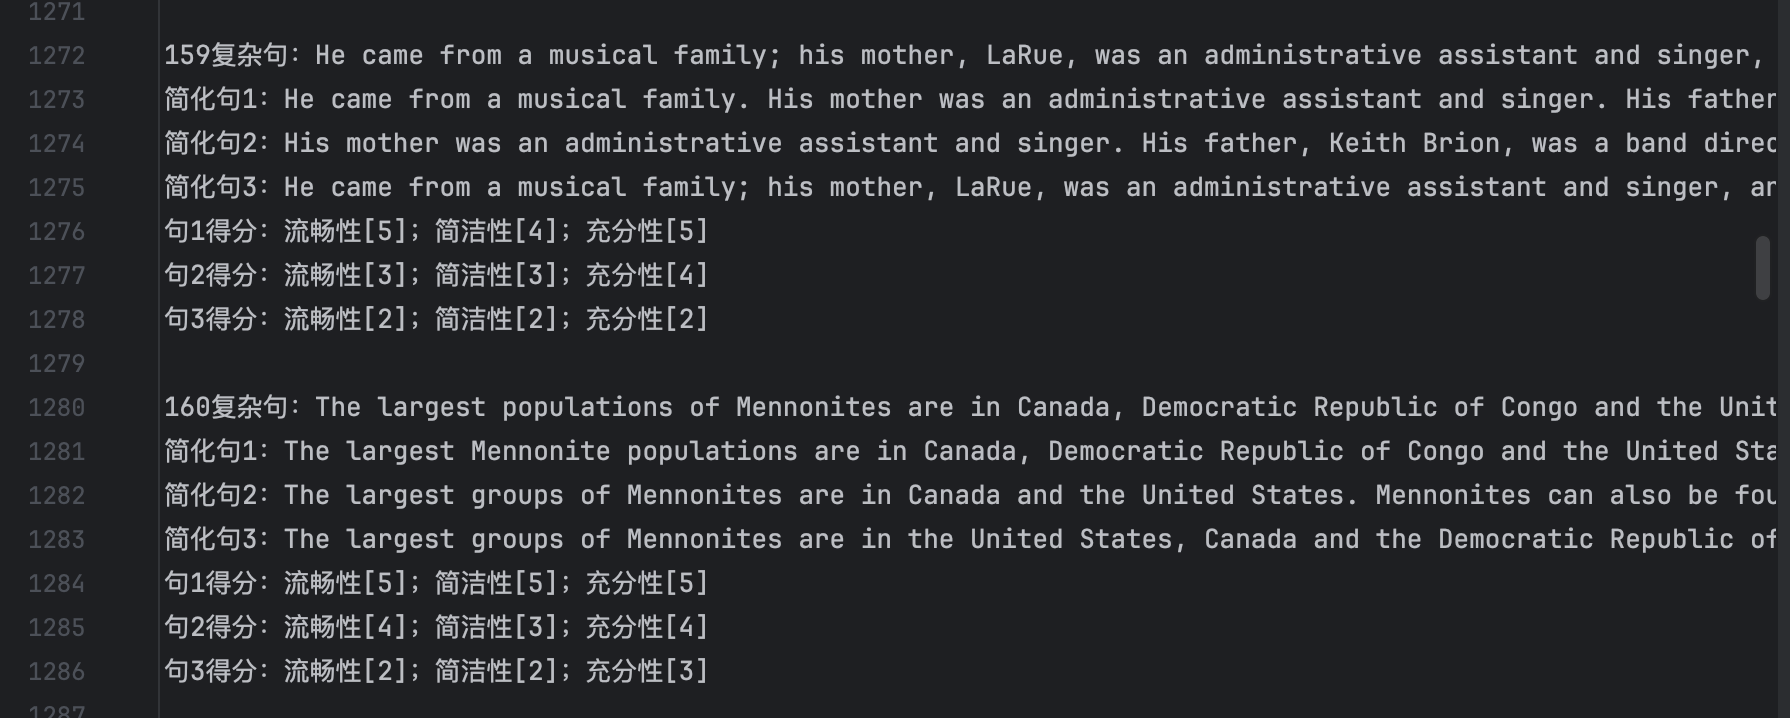 1271
1272 159复杂句：He came from a musical family; his mother, LaRue, was an administrative assistant and singer,
1273 简化句1：He came from a musical family. His mother was an administrative assistant and singer. His father
1274 简化句2：His mother was an administrative assistant and singer. His father, Keith Brion, was a band direc
1275 简化句3：He came from a musical family; his mother, LaRue, was an administrative assistant and singer, an
1276 句1得分：流畅性[5]；简洁性[4]；充分性[5]
1277 句2得分：流畅性[3]；简洁性[3]；充分性[4]
1278 句3得分：流畅性[2]；简洁性[2]；充分性[2]
1279
1280 160复杂句：The largest populations of Mennonites are in Canada, Democratic Republic of Congo and the Unit
1281 简化句1：The largest Mennonite populations are in Canada, Democratic Republic of Congo and the United Sta
1282 简化句2：The largest groups of Mennonites are in Canada and the United States. Mennonites can also be fou
1283 简化句3：The largest groups of Mennonites are in the United States, Canada and the Democratic Republic of
1284 句1得分：流畅性[5]；简洁性[5]；充分性[5]
1285 句2得分：流畅性[4]；简洁性[3]；充分性[4]
1286 句3得分：流畅性[2]；简洁性[2]；充分性[3]
1287